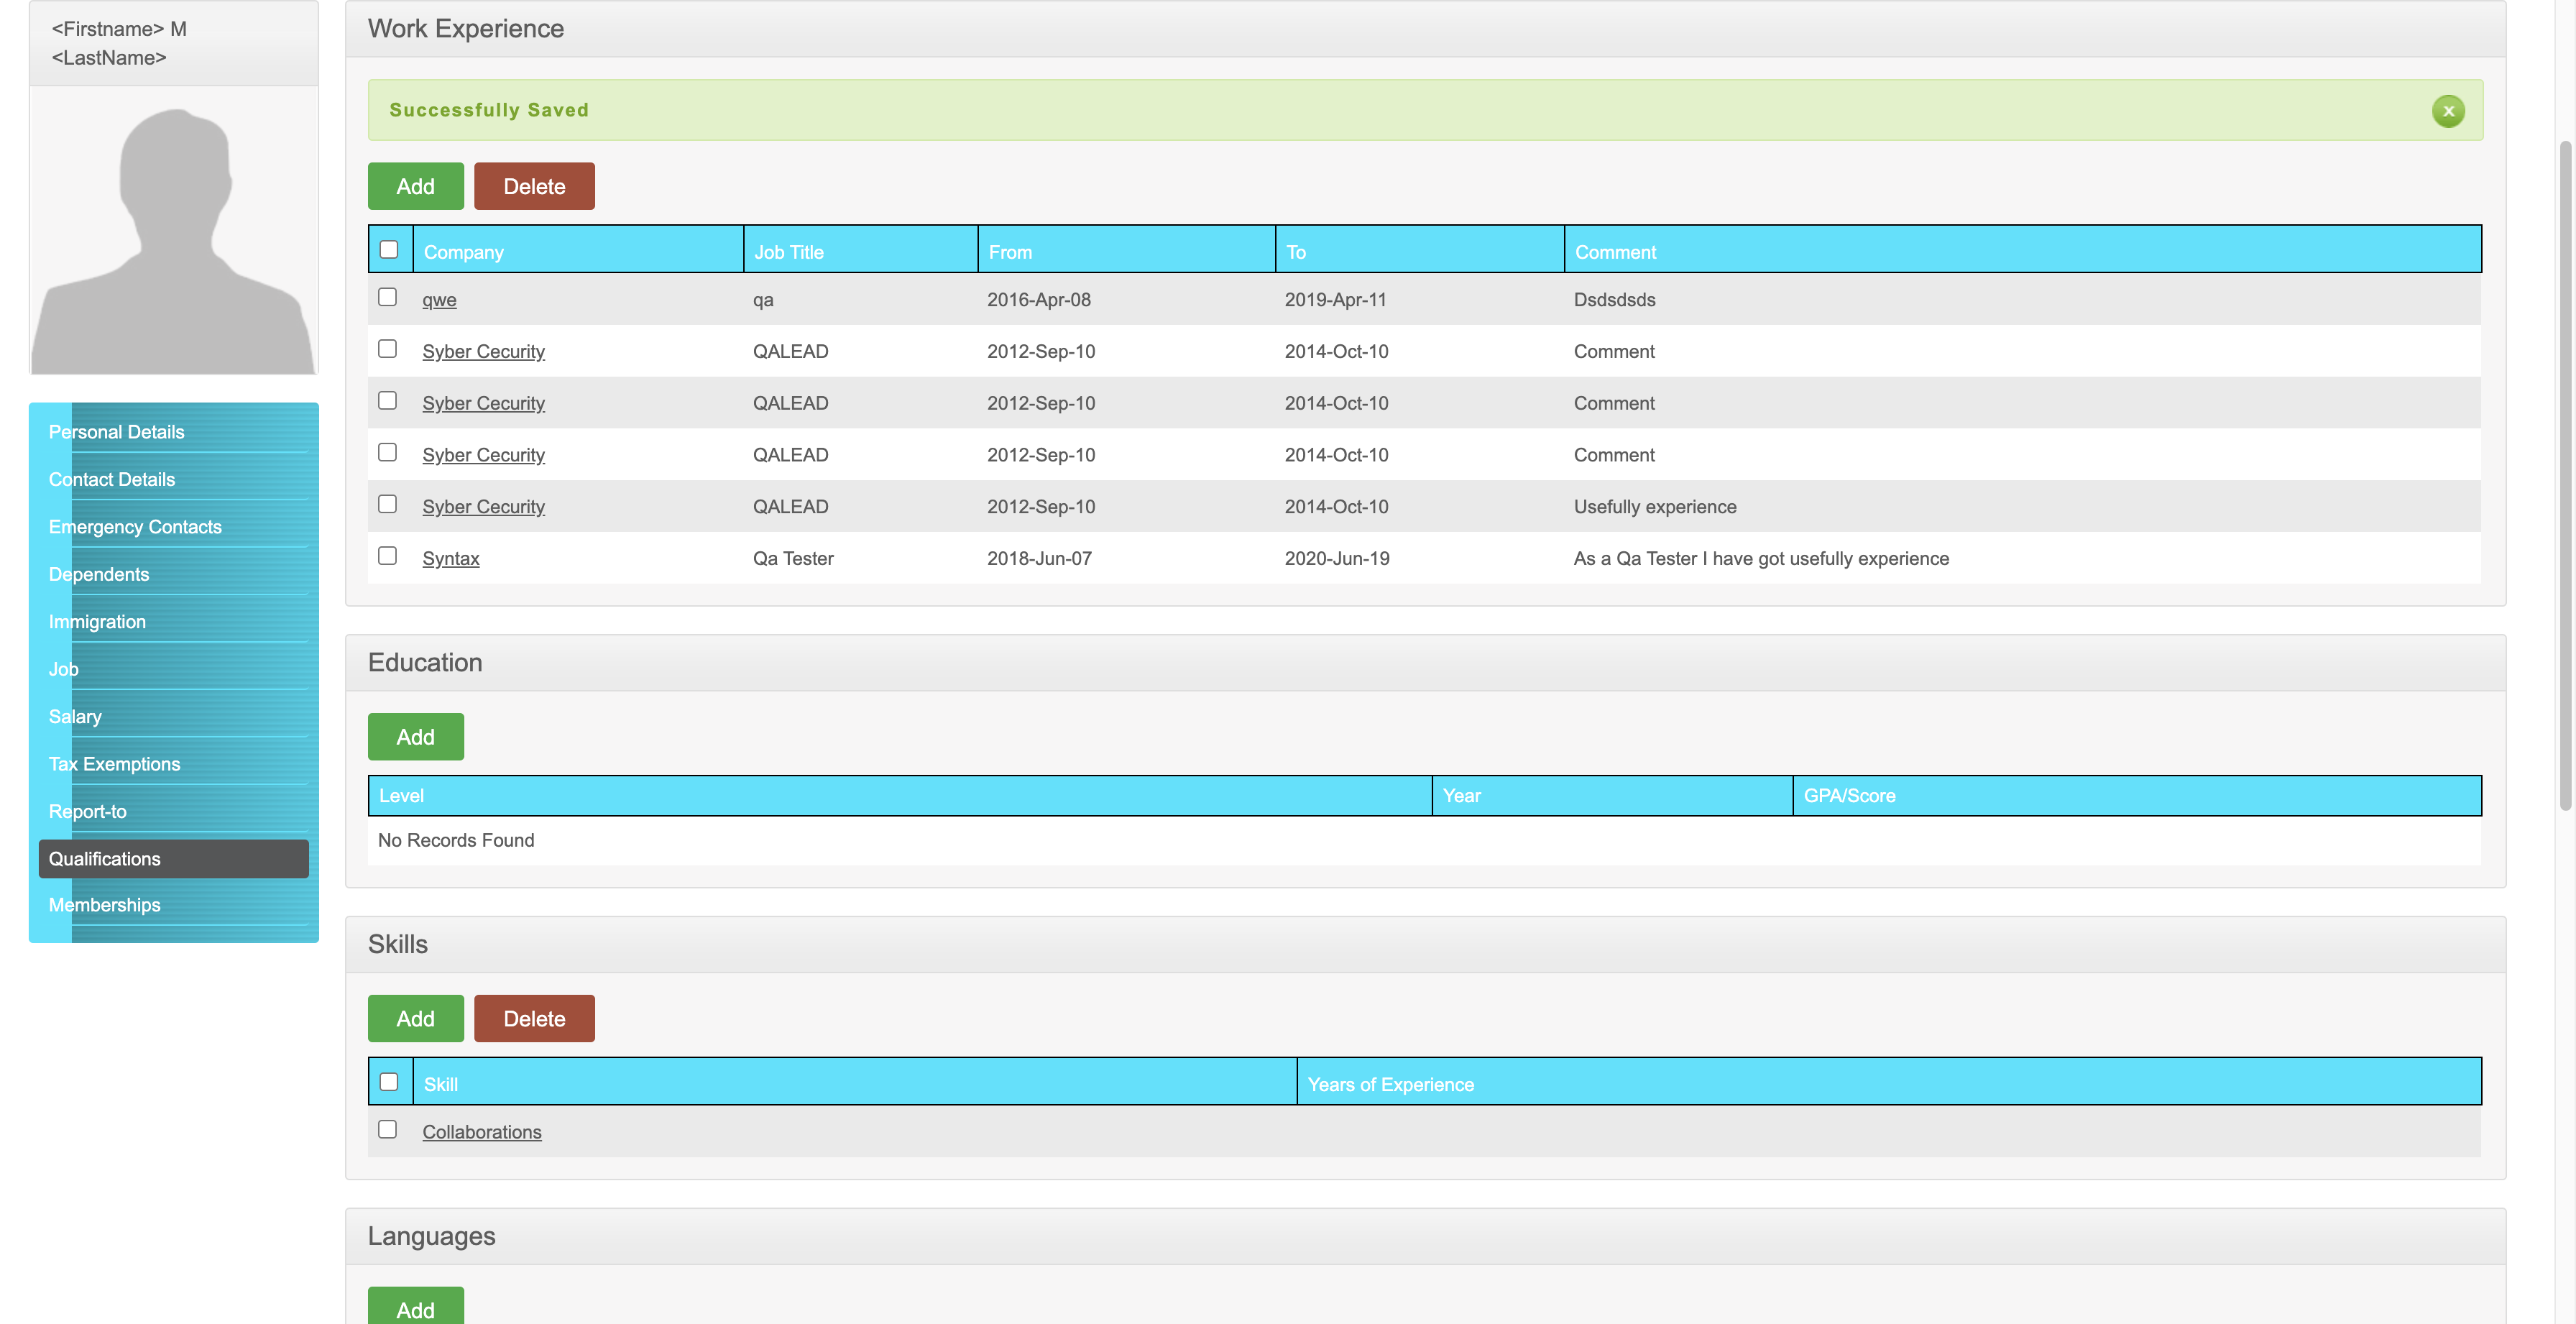 <Firstname> M
<LastName>
Personal Details
Contact Details
Emergency Contacts
Dependents
Immigration
Job
Salary
Tax Exemptions
Report-to
Qualifications
Memberships
Work Experience
Successfully Saved
x
Add Delete
Company Job Title From To Comment
qwe qa 2016-Apr-08 2019-Apr-11 Dsdsdsds
Syber Cecurity QALEAD 2012-Sep-10 2014-Oct-10 Comment
Syber Cecurity QALEAD 2012-Sep-10 2014-Oct-10 Comment
Syber Cecurity QALEAD 2012-Sep-10 2014-Oct-10 Comment
Syber Cecurity QALEAD 2012-Sep-10 2014-Oct-10 Usefully experience
Syntax Qa Tester 2018-Jun-07 2020-Jun-19 As a Qa Tester I have got usefully experience
Education
Add
Level Year GPA/Score
No Records Found
Skills
Add Delete
Skill Years of Experience
Collaborations
Languages
Add